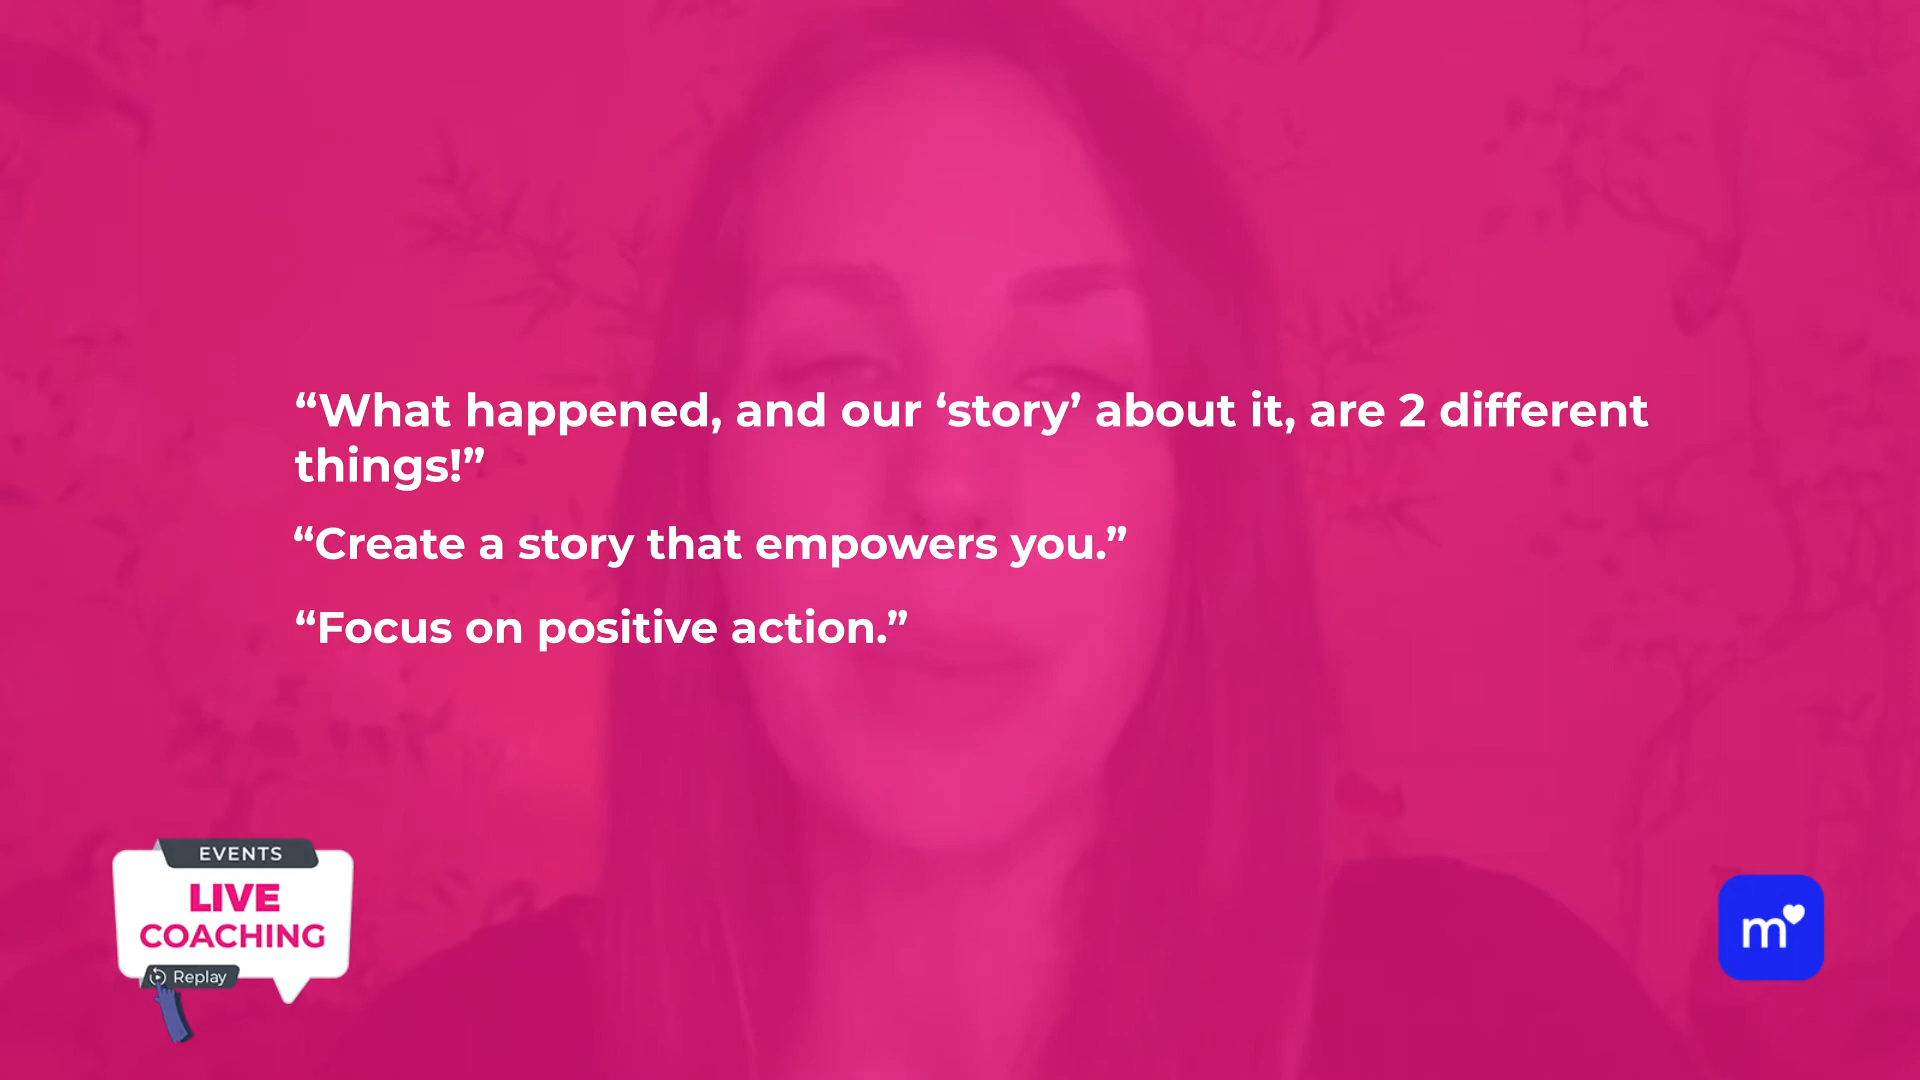 “What happened, and our ‘story’ about it, are 2 different
things!”
“Create a story that empowers you.”
“Focus on positive action.”
EVENTS
LIVE
COACHING
Replay
m